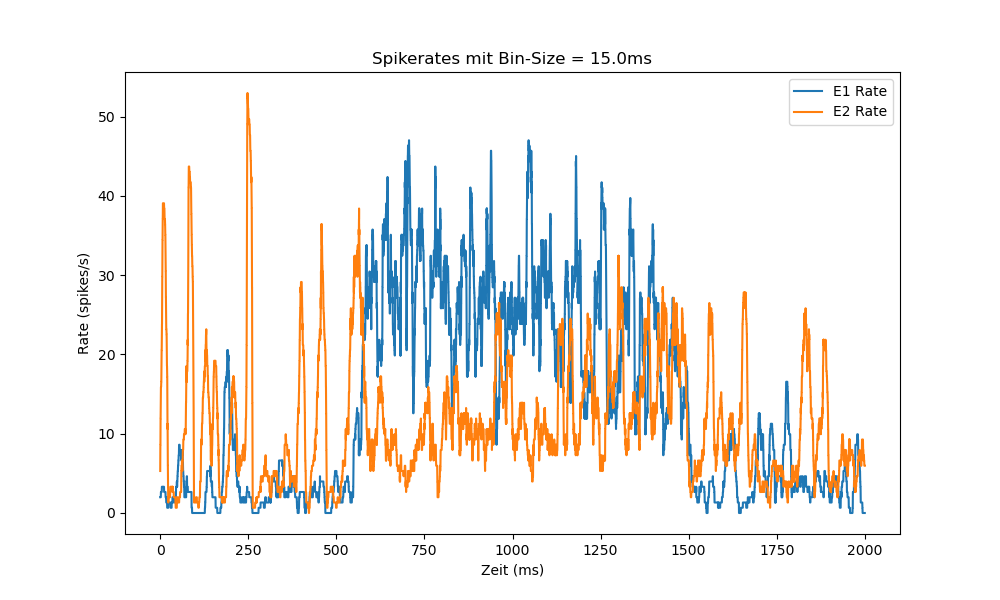 Spikerates mit Bin-Size = 15.0ms
E1 Rate
E2 Rate
Rate (spikes/s)
50
40
30
20
10
0
0 250 500 750 1000 1250 1500 1750 2000
Zeit (ms)